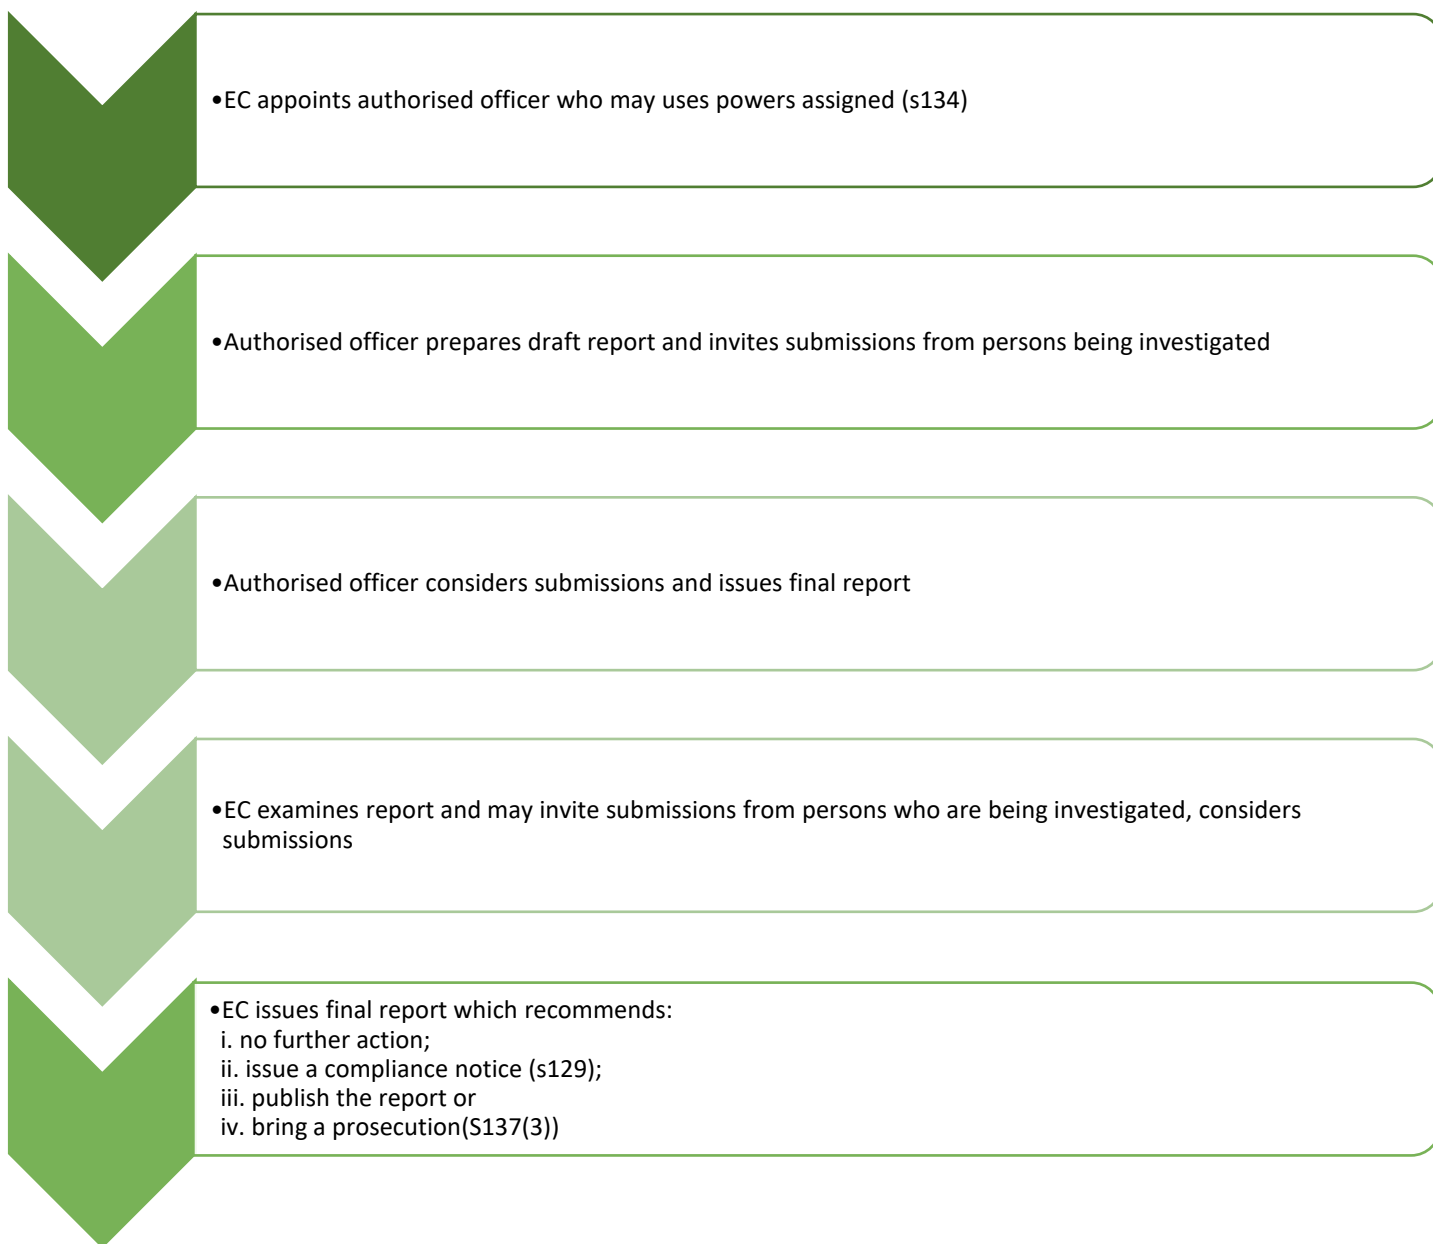 •EC appoints authorised officer who may uses powers assigned (s134)
•Authorised officer prepares draft report and invites submissions from persons being investigated
•Authorised officer considers submissions and issues final report
•EC examines report and may invite submissions from persons who are being investigated, considers
submissions
•EC issues final report which recommends:
i. no further action;
ii. issue a compliance notice (s129);
iii. publish the report or
iv. bring a prosecution(S137(3))